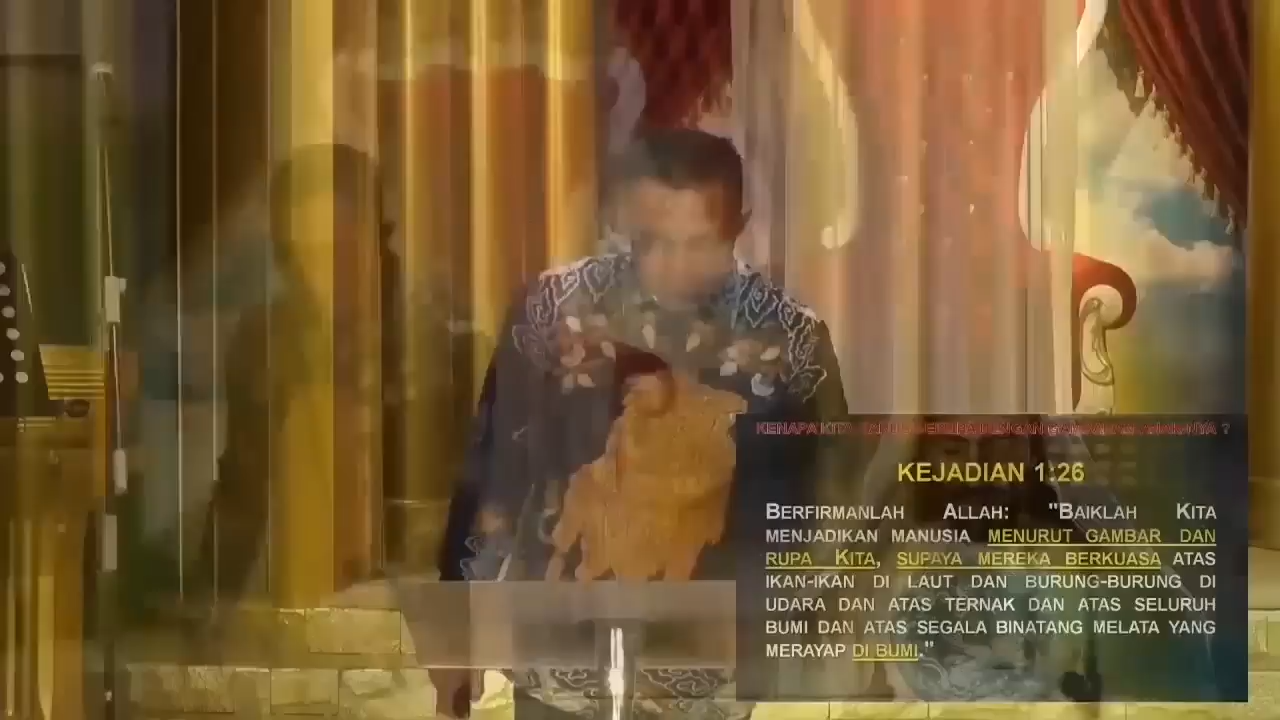 KENAPA KITA
KEJADIAN 1:26
BERFIRMANLAH ALLAH: "BAIKLAH KITA
MENJADIKAN MANUSIA MENURUT GAMBAR DAN
RUPA KITA, SUPAYA MEREKA BERKUASA ATAS
IKAN-IKAN DI LAUT DAN BURUNG-BURUNG DI
UDARA DAN ATAS TERNAK DAN ATAS SELURUH
BUMI DAN ATAS SEGALA BINATANG MELATA YANG
MERAYAP DI BUMI."